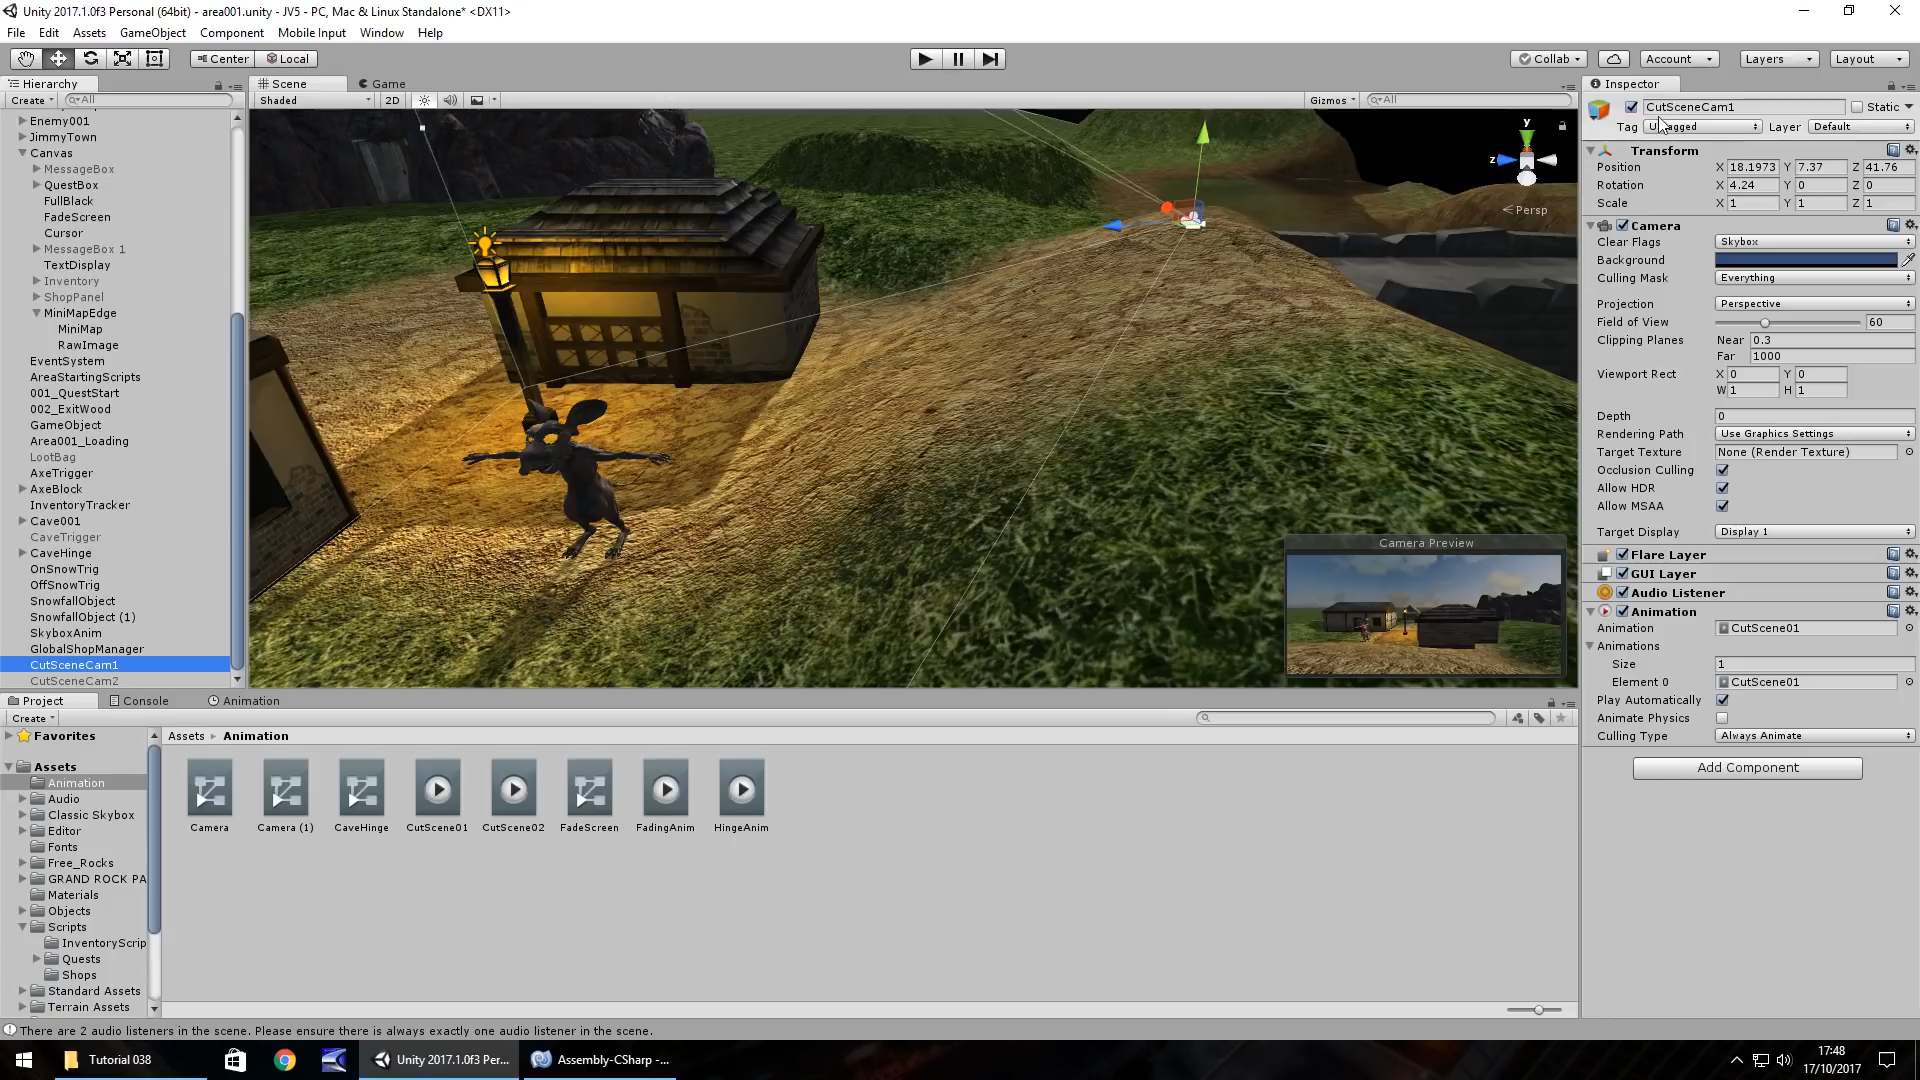 Unity 2017.1.0f3 Personal (64bit) - area001.unity - JV5 - PC, Mac & Linux Standalone* <DX11>
File Edit Assets GameObject Component Mobile Input Window Help
Center Local Collab Account Layers Layout
Hierarchy
Create All
Enemy001
JimmyTown
Canvas
MessageBox
QuestBox
FullBlack
FadeScreen
Cursor
MessageBox 1
TextDisplay
Inventory
ShopPanel
MiniMapEdge
MiniMap
RawImage
EventSystem
AreaStartingScripts
001_QuestStart
002_ExitWood
GameObject
Area001_Loading
LootBag
AxeTrigger
AxeBlock
InventoryTracker
Cave001
CaveTrigger
CaveHinge
OnSnowTrig
OffSnowTrig
SnowfallObject
SnowfallObject (1)
SkyboxAnim
GlobalShopManager
CutSceneCam1
CutSceneCam2
Scene Game
Shaded 2D Gizmos All
y
z
Persp
Camera Preview
Inspector
CutSceneCam1 Static
Tag Layer Default
Transform
Position X 18.1973 Y 7.37 Z 41.76
Rotation X 4.24 Y 0 Z 0
Scale X 1 Y 1 Z 1
Camera
Clear Flags Skybox
Background
Culling Mask Everything
Projection Perspective
Field of View 60
Clipping Planes Near 0.3
Far 1000
Viewport Rect X 0 Y 0
W 1 H 1
Depth 0
Rendering Path Use Graphics Settings
Target Texture None (Render Texture)
Occlusion Culling
Allow HDR
Allow MSAA
Target Display Display 1
Flare Layer
GUI Layer
Audio Listener
Animation
Animation CutScene01
Animations
Size 1
Element 0 CutScene01
Play Automatically
Animate Physics
Culling Type Always Animate
Add Component
Project Console Animation
Create
Favorites
Assets
Animation
Audio
Classic Skybox
Editor
Fonts
Free_Rocks
GRAND ROCK PA
Materials
Objects
Scripts
InventoryScrip
Quests
Shops
Standard Assets
Terrain Assets
Assets Animation
Camera Camera (1) CaveHinge CutScene01 CutScene02 FadeScreen FadingAnim HingeAnim
There are 2 audio listeners in the scene. Please ensure there is always exactly one audio listener in the scene.
Tutorial 038 Unity 2017.1.0f3 Per... Assembly-CSharp -...
17:48
17/10/2017